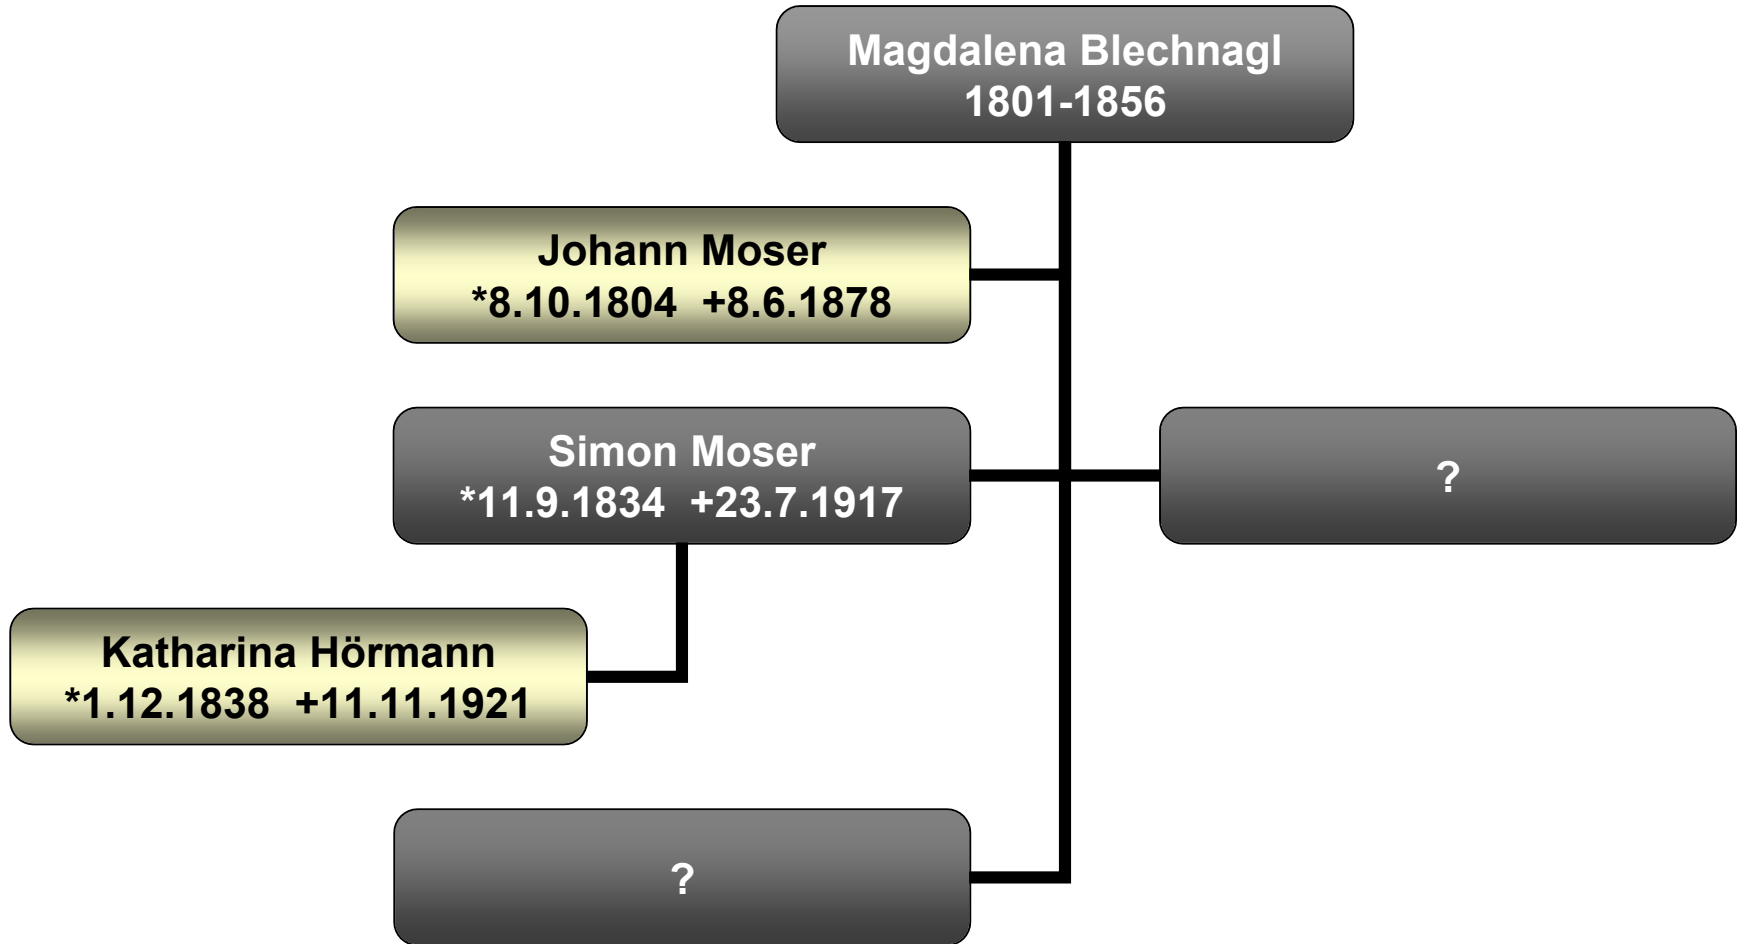 Magdalena Blechnagl
1801-1856
Johann Moser
*8.10.1804 +8.6.1878
Simon Moser
*11.9.1834 +23.7.1917
?
Katharina Hörmann
*1.12.1838 +11.11.1921
?